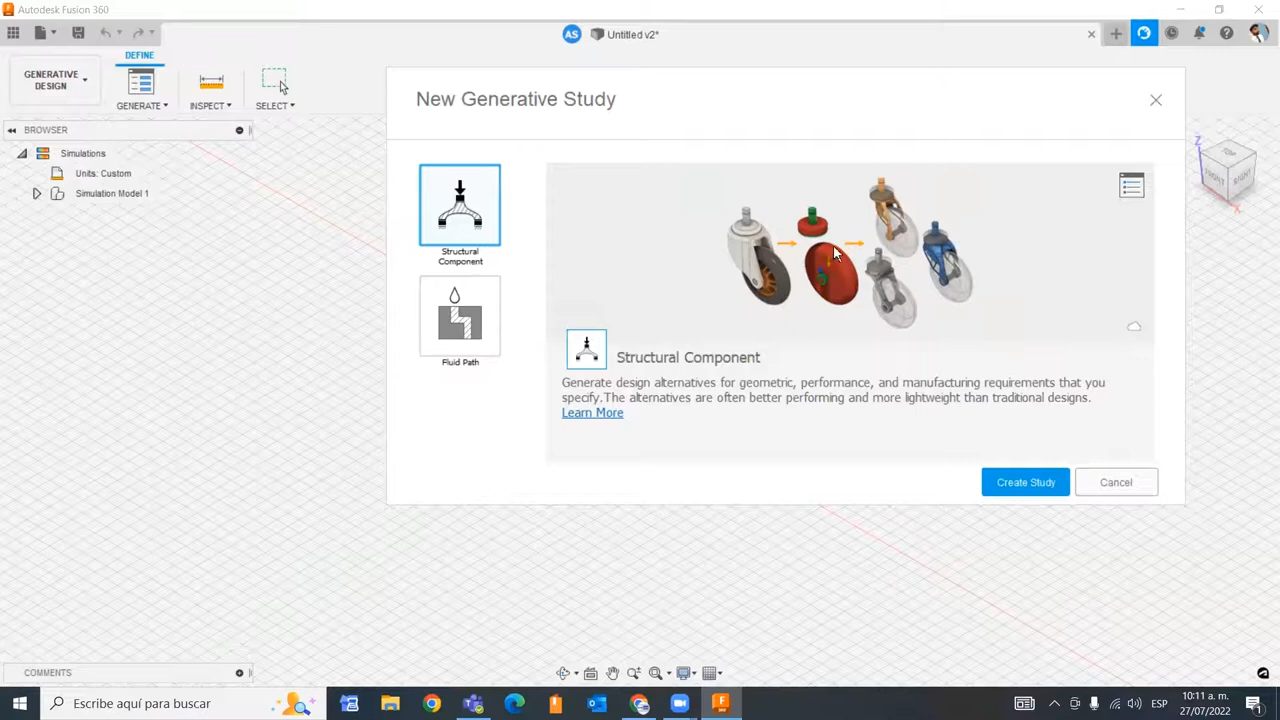 Autodesk Fusion 360
AS Untitled v2*
DEFINE
GENERATIVE
DESIGN
GENERATE
INSPECT
SELECT
BROWSER
Simulations
Units: Custom
Simulation Model 1
New Generative Study
Structural
Component
Fluid Path
Structural Component
Generate design alternatives for geometric, performance, and manufacturing requirements that you
specify.The alternatives are often better performing and more lightweight than traditional designs.
Learn More
Create Study
Cancel
TOP
FRONT
RIGHT
Z
X
COMMENTS
Escribe aquí para buscar
ESP
10:11 a. m.
27/07/2022